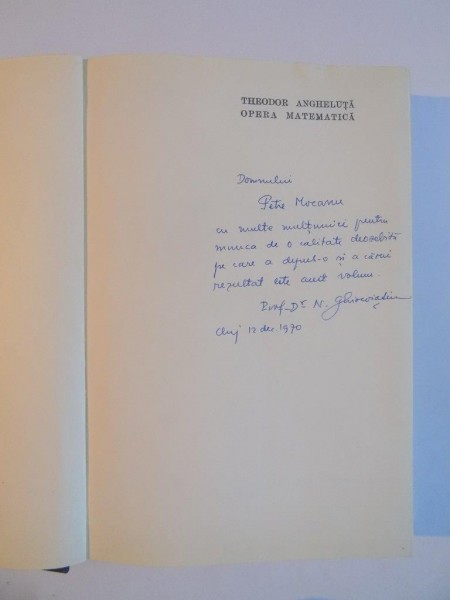 THEODOR ANGHELUȚĂ
OPERA MATEMATICĂ
Domnului
Petre Mocanu
cu multe mulțumiri pentru
munca de o calitate deosebită
pe care a depus-o și a cărui
rezultat este acest volum.
Prof. Dr N.
Cluj 12 dec. 1970